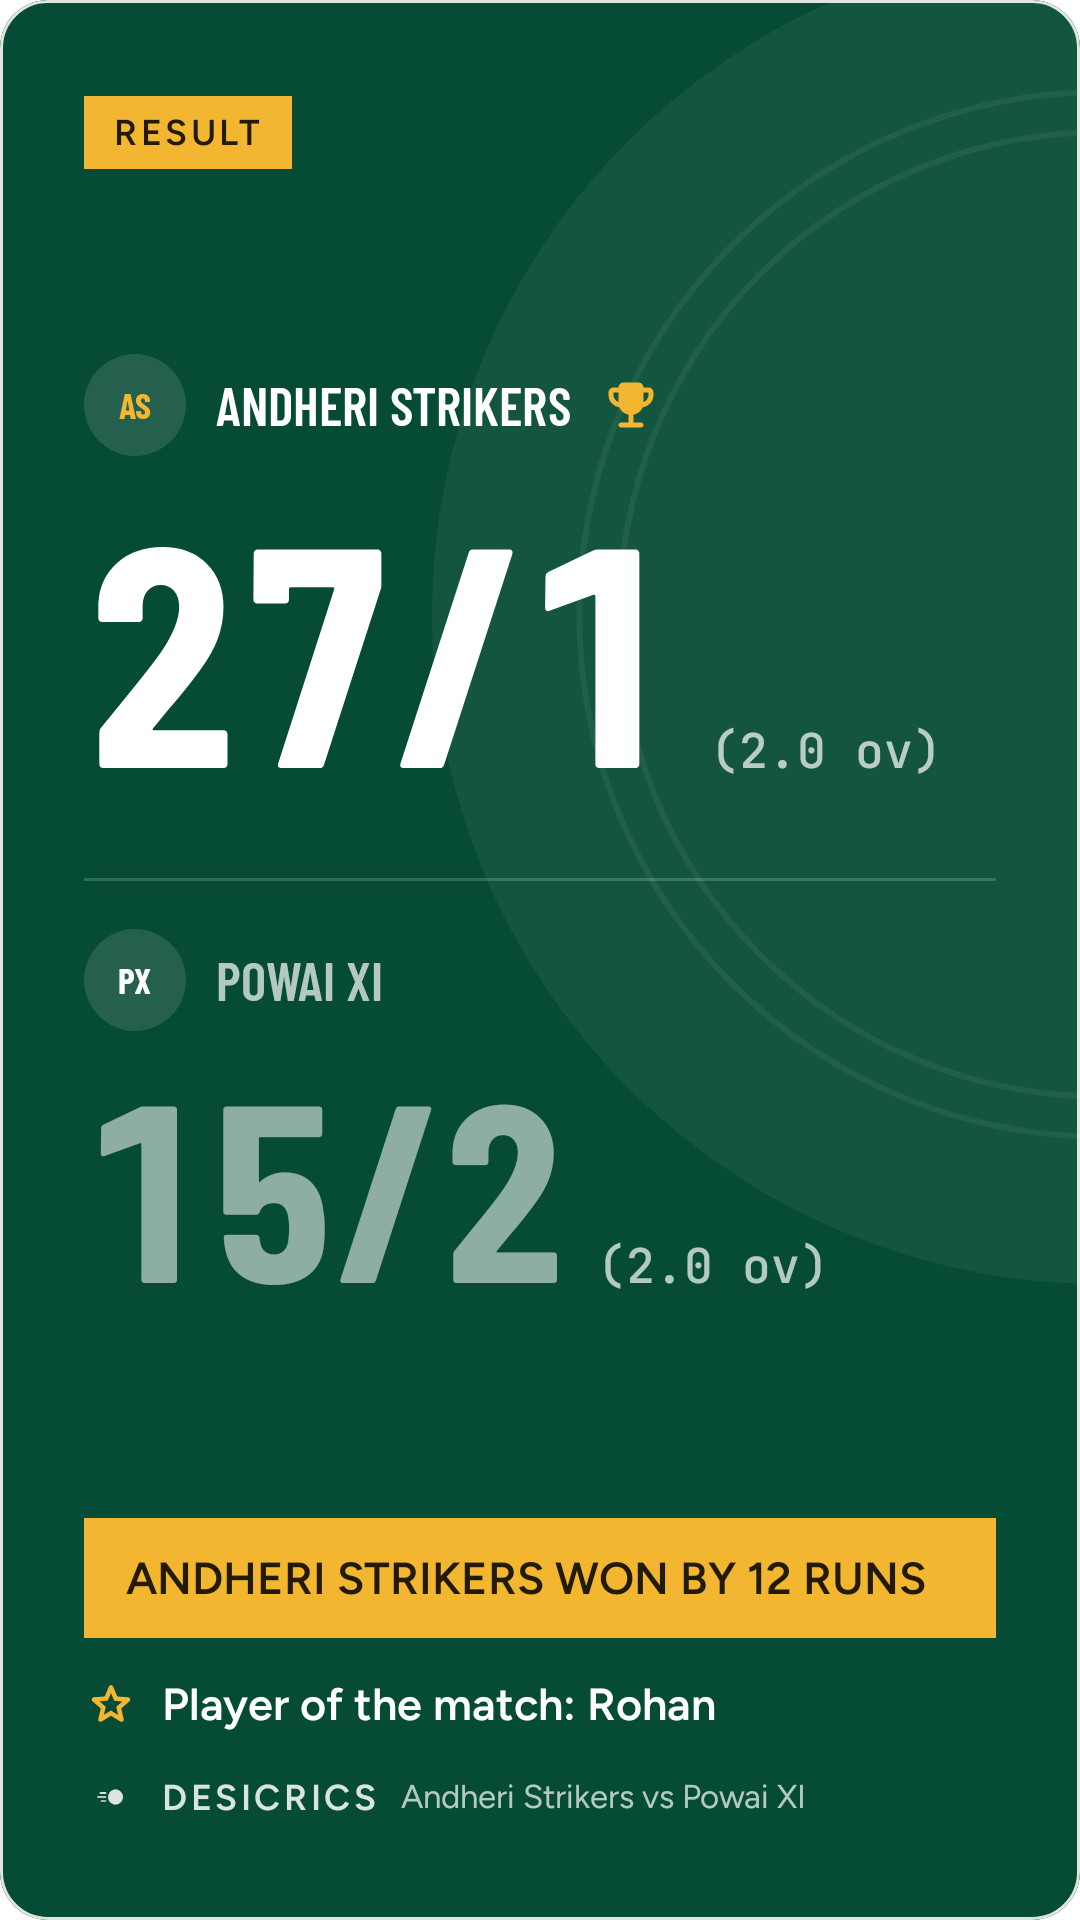 RESULT
AS ANDHERI STRIKERS
27/1 (2.0 ov)
PX POWAI XI
15/2 (2.0 ov)
ANDHERI STRIKERS WON BY 12 RUNS
Player of the match: Rohan
DESICRICS Andheri Strikers vs Powai XI